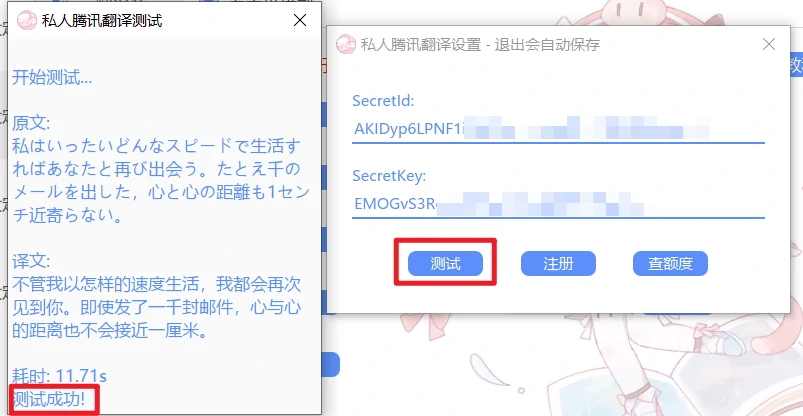 私人腾讯翻译测试
开始测试...
原文:
私はいったいどんなスピードで生活す
ればあなたと再び出会う。たとえ千の
メールを出した，心と心の距離も1セン
チ近寄らない。
译文:
不管我以怎样的速度生活，我都会再次
见到你。即使发了一千封邮件，心与心
的距离也不会接近一厘米。
耗时: 11.71s
测试成功!
私人腾讯翻译设置 - 退出会自动保存
SecretId:
AKIDyp6LPNF1i
SecretKey:
EMOGvS3R
测试
注册
查额度